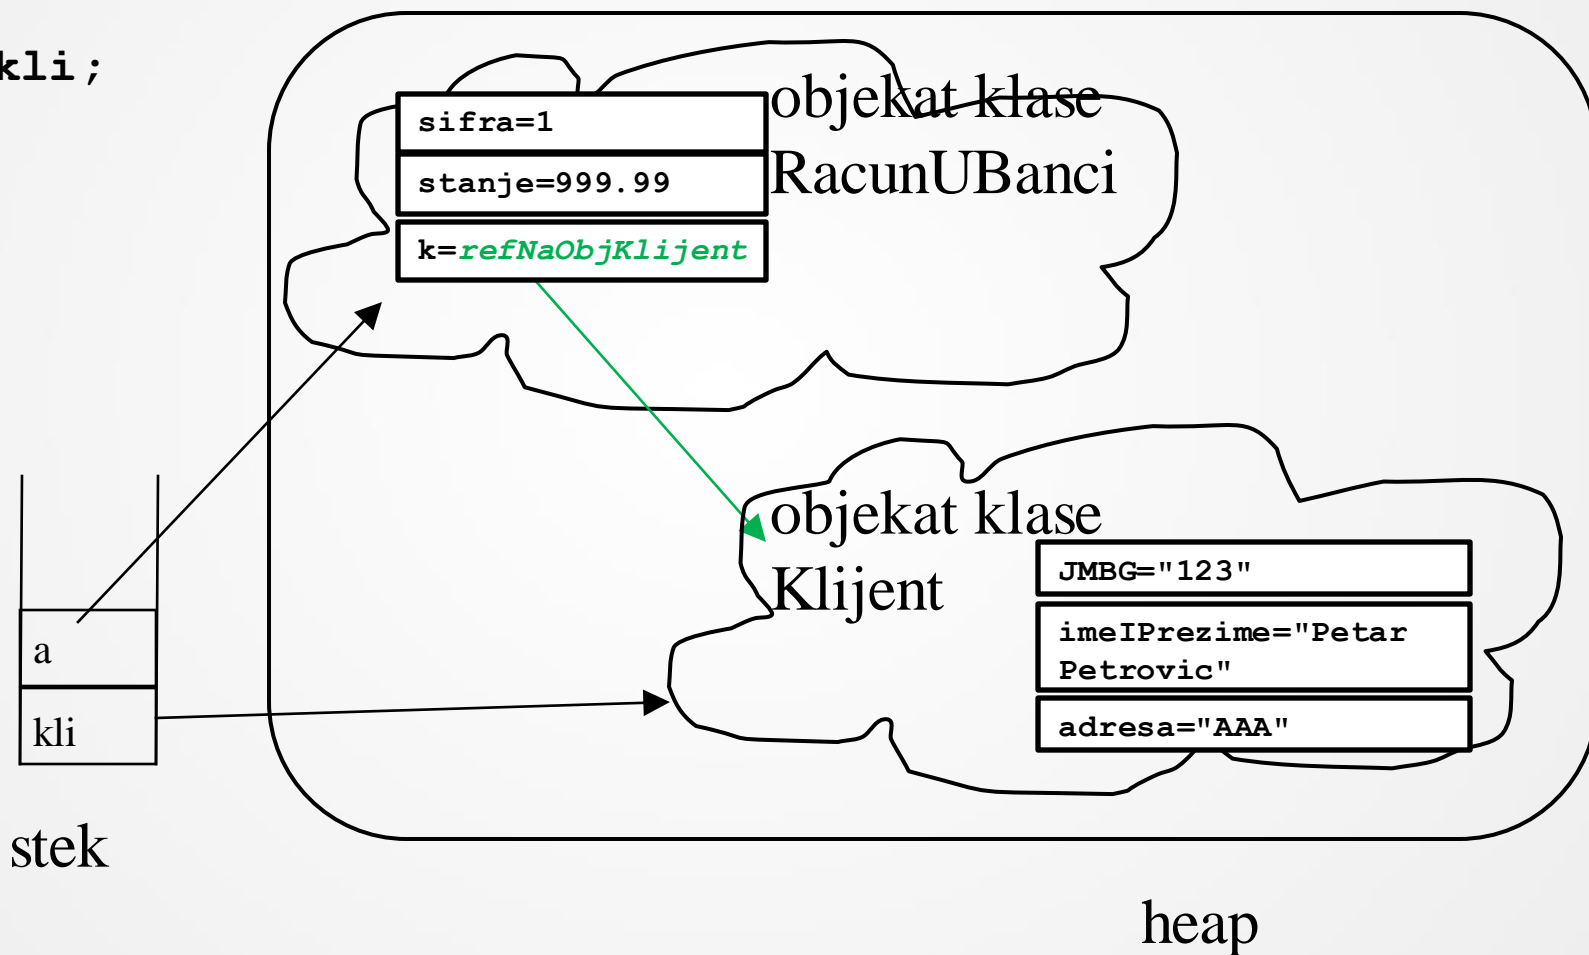 kli;
objekat klase
RacunUBanci
sifra=1
stanje=999.99
k=refNaObjKlijent
objekat klase
Klijent
JMBG="123"
imeIPrezime="Petar
Petrovic"
adresa="AAA"
a
kli
stek
heap